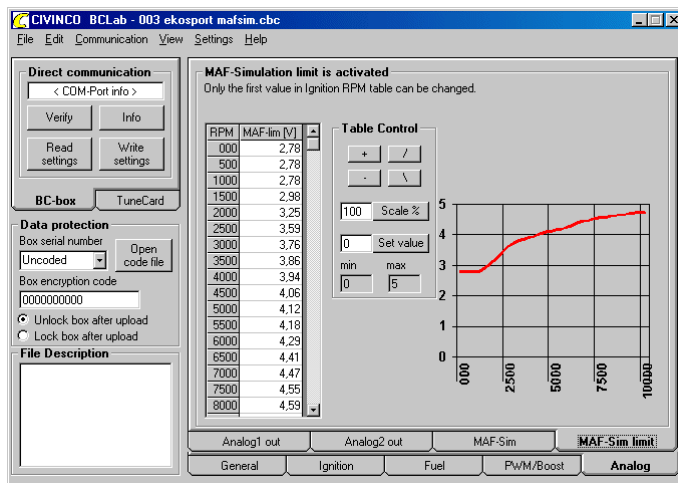 CIVINCO BCLab - 003 ekosport mafsim.cbc
File Edit Communication View Settings Help
Direct communication
< COM-Port info >
Verify Info
Read settings Write settings
BC-box TuneCard
Data protection
Box serial number
Uncoded
Open code file
Box encryption code
0000000000
Unlock box after upload
Lock box after upload
File Description
MAF-Simulation limit is activated
Only the first value in Ignition RPM table can be changed.
RPM MAF-lim [V]
000 2,78
500 2,78
1000 2,78
1500 2,98
2000 3,25
2500 3,59
3000 3,76
3500 3,86
4000 3,94
4500 4,06
5000 4,12
5500 4,18
6000 4,29
6500 4,41
7000 4,47
7500 4,55
8000 4,59
Table Control
+ /
- \
100 Scale %
0 Set value
min max
0 5
5
4
3
2
1
0
000 2500 5000 7500 10000
Analog1 out Analog2 out MAF-Sim MAF-Sim limit
General Ignition Fuel PWM/Boost Analog